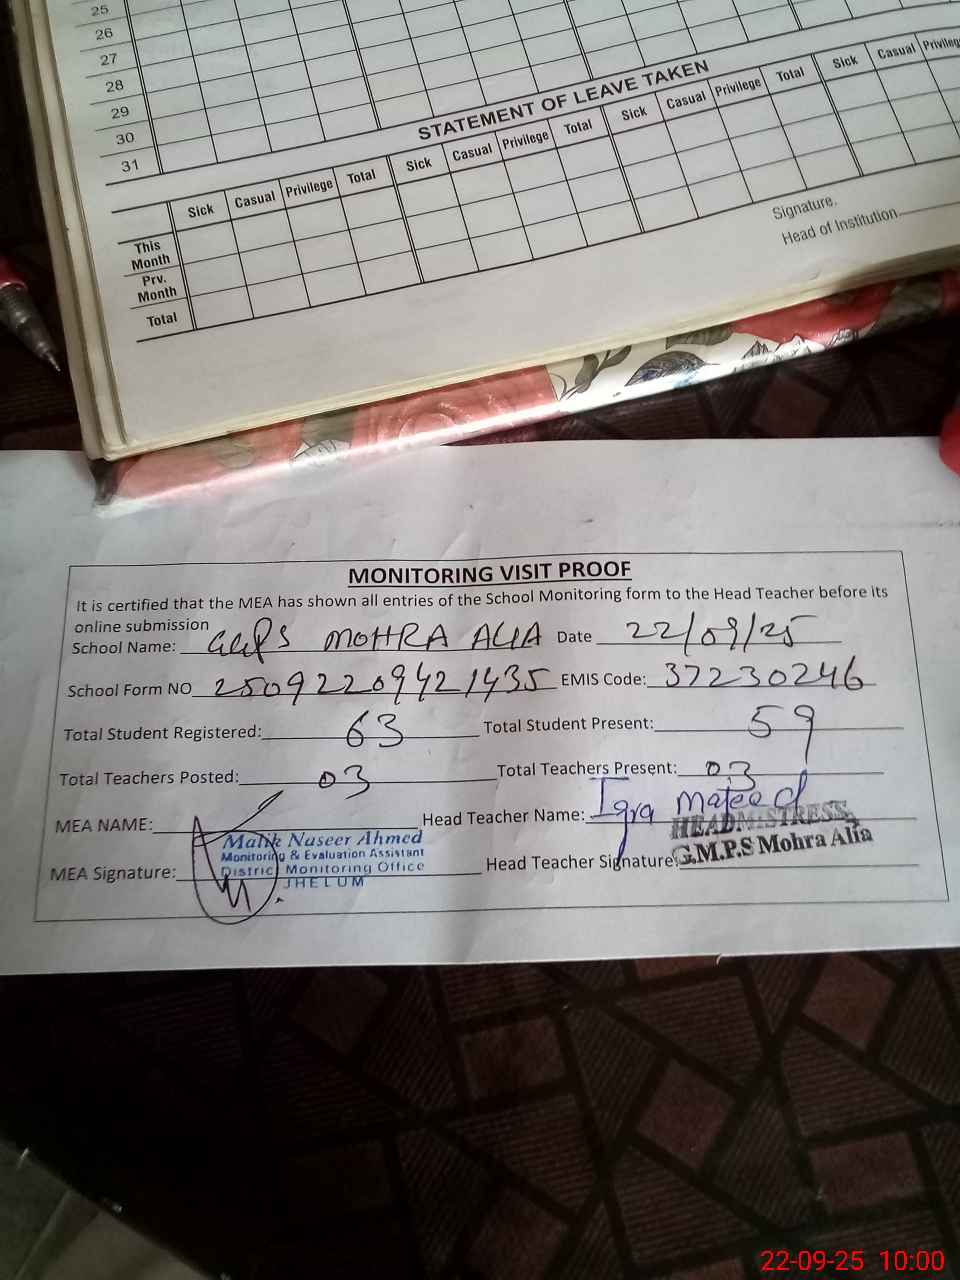 25
26
27
28
29
30
31
STATEMENT OF LEAVE TAKEN
Sick Casual Privilege Total Sick Casual Privilege Total Sick Casual Privilege Total Sick Casual
This Month
Prv. Month
Total
Signature.
Head of Institution
MONITORING VISIT PROOF
It is certified that the MEA has shown all entries of the School Monitoring form to the Head Teacher before its
online submission
School Name: GGPS MOHRA ALIA Date 22/09/25
School Form NO 25092209421435 EMIS Code: 37230246
Total Student Registered: 63 Total Student Present: 59
Total Teachers Posted: 03 Total Teachers Present: 03
MEA NAME: Head Teacher Name: Iqra Mateed
Malik Naseer Ahmed
Monitoring & Evaluation Assistant
District Monitoring Office
JHELUM
HEADMISTRESS
G.M.P.S Mohra Alia
MEA Signature: Head Teacher Signature:
22-09-25 10:00